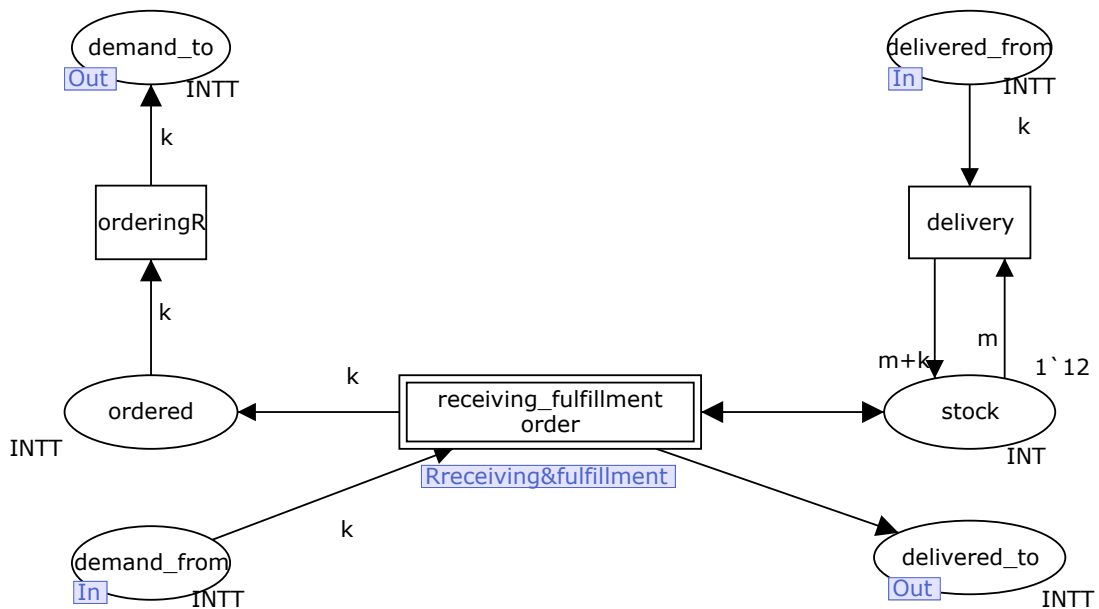 demand_to
Out
INTT
k
orderingR
k
ordered
INTT
delivered_from
In
INTT
k
delivery
m+k
m
1`12
stock
INT
k
receiving_fulfillment
order
Rreceiving&fulfillment
k
demand_from
In
INTT
delivered_to
Out
INTT